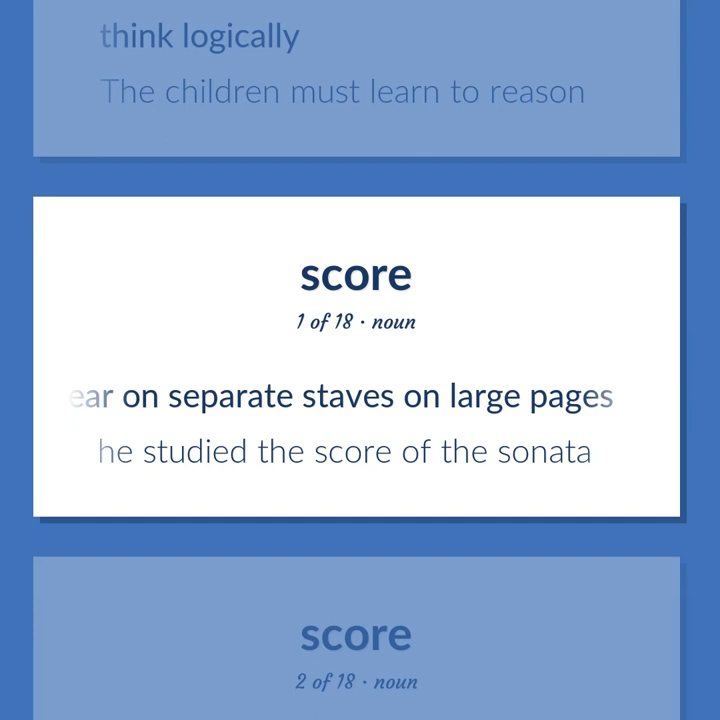 think logically
The children must learn to reason
score
1 of 18 · noun
ear on separate staves on large pages
he studied the score of the sonata
score
2 of 18 · noun